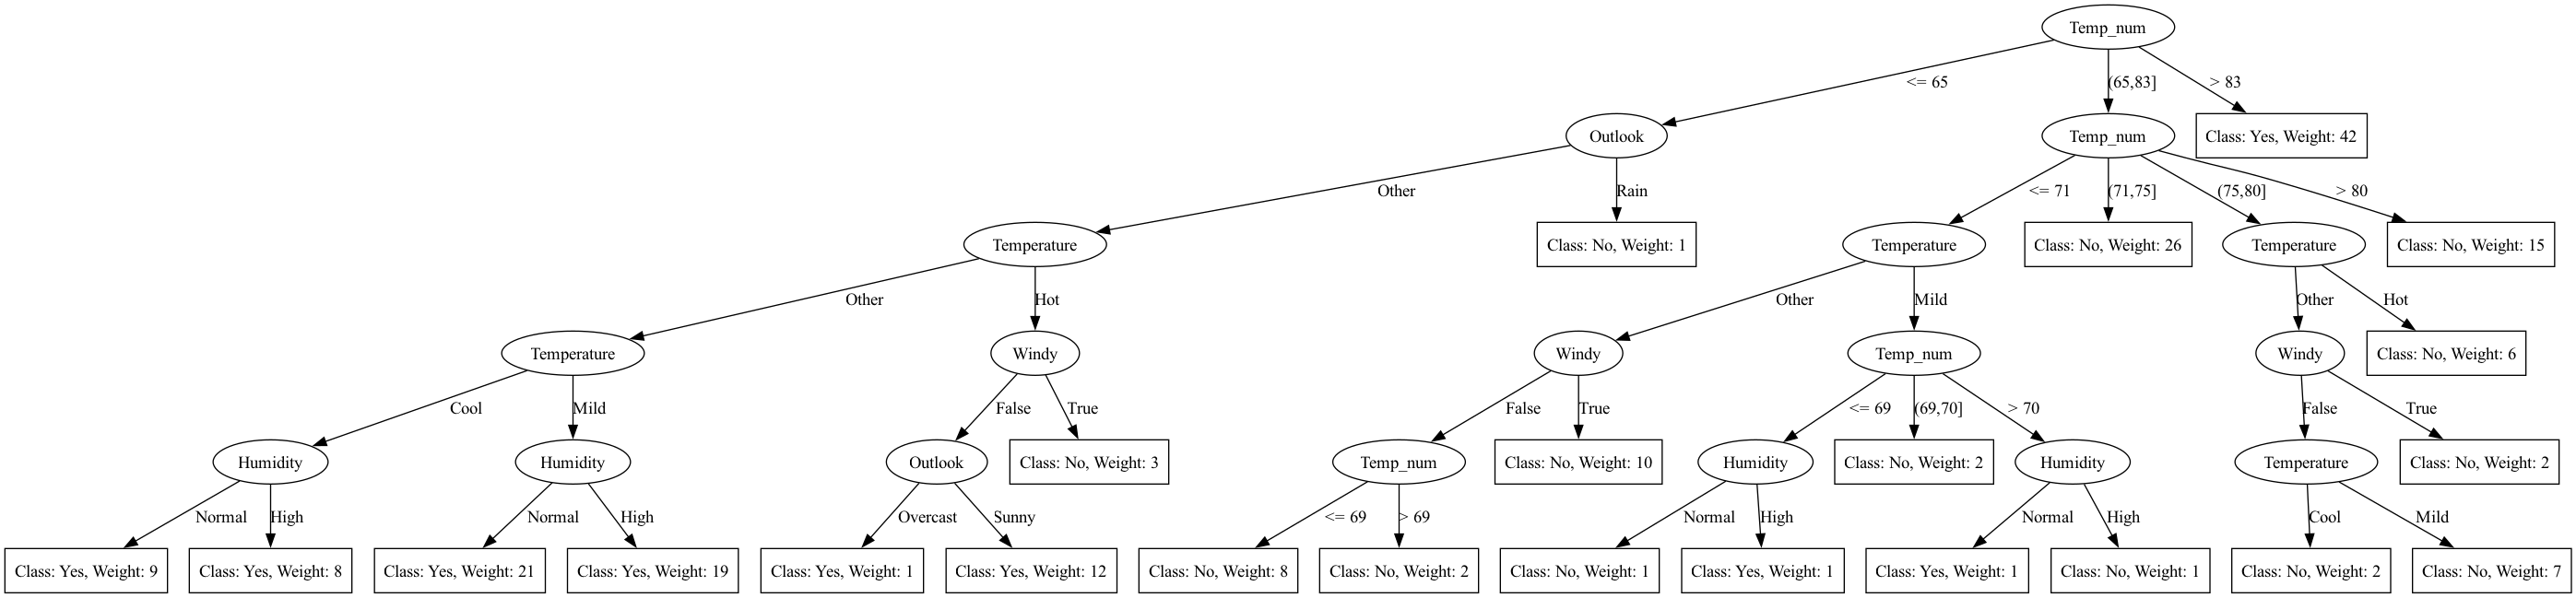 Temp_num
<= 65
(65,83]
> 83
Outlook
Temp_num
Class: Yes, Weight: 42
Other
Rain
<= 71
(71,75]
(75,80]
> 80
Temperature
Class: No, Weight: 1
Temperature
Class: No, Weight: 26
Temperature
Class: No, Weight: 15
Other
Hot
Other
Mild
Other
Hot
Temperature
Windy
Windy
Temp_num
Windy
Class: No, Weight: 6
Cool
Mild
False
True
False
True
<= 69
(69,70]
> 70
False
True
Humidity
Humidity
Outlook
Class: No, Weight: 3
Temp_num
Class: No, Weight: 10
Humidity
Class: No, Weight: 2
Humidity
Temperature
Class: No, Weight: 2
Normal
High
Normal
High
Overcast
Sunny
<= 69
> 69
Normal
High
Normal
High
Cool
Mild
Class: Yes, Weight: 9
Class: Yes, Weight: 8
Class: Yes, Weight: 21
Class: Yes, Weight: 19
Class: Yes, Weight: 1
Class: Yes, Weight: 12
Class: No, Weight: 8
Class: No, Weight: 2
Class: No, Weight: 1
Class: Yes, Weight: 1
Class: Yes, Weight: 1
Class: No, Weight: 1
Class: No, Weight: 2
Class: No, Weight: 7